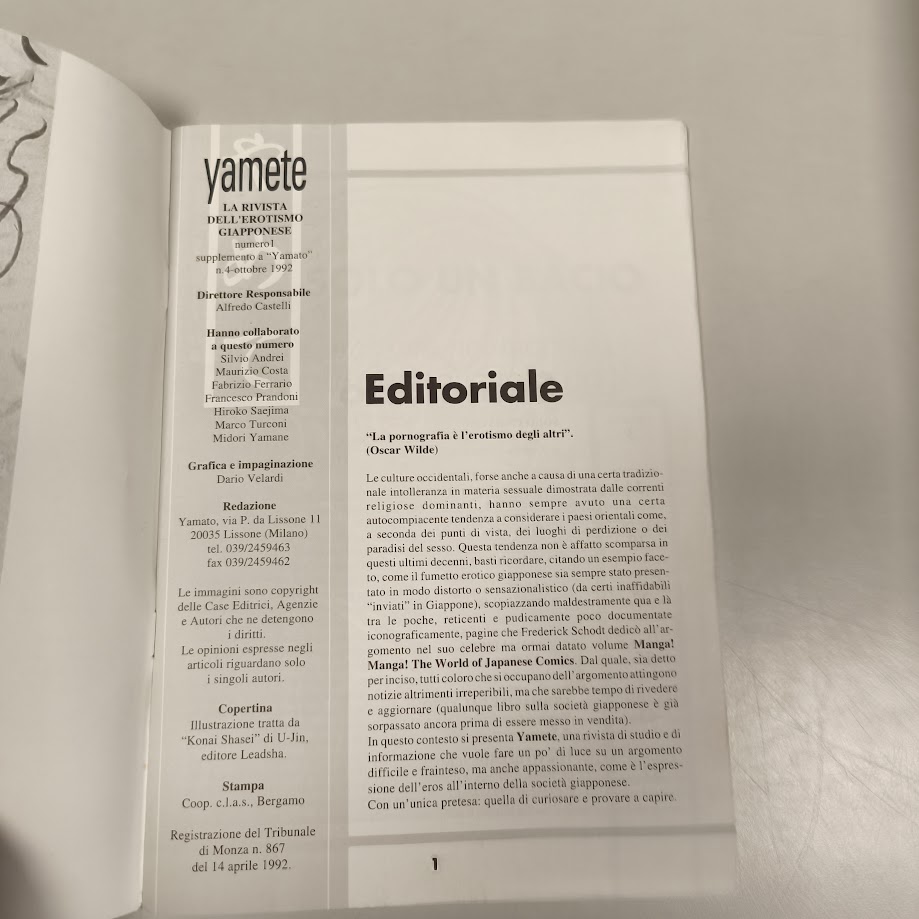 yamete
LA RIVISTA
DELL'EROTISMO
GIAPPONESE
numero1
supplemento a "Yamato"
n.4-ottobre 1992
Direttore Responsabile
Alfredo Castelli
Hanno collaborato
a questo numero
Silvio Andrei
Maurizio Costa
Fabrizio Ferrario
Francesco Prandoni
Hiroko Saejima
Marco Turconi
Midori Yamane
Grafica e impaginazione
Dario Velardi
Redazione
Yamato, via P. da Lissone 11
20035 Lissone (Milano)
tel. 039/2459463
fax 039/2459462
Le immagini sono copyright
delle Case Editrici, Agenzie
e Autori che ne detengono
i diritti.
Le opinioni espresse negli
articoli riguardano solo
i singoli autori.
Copertina
Illustrazione tratta da
"Konai Shasei" di U-Jin,
editore Leadsha.
Stampa
Coop. c.l.a.s., Bergamo
Registrazione del Tribunale
di Monza n. 867
del 14 aprile 1992.
Editoriale
"La pornografia è l'erotismo degli altri".
(Oscar Wilde)
Le culture occidentali, forse anche a causa di una certa tradizio-
nale intolleranza in materia sessuale dimostrata dalle correnti
religiose dominanti, hanno sempre avuto una certa
autocompiacente tendenza a considerare i paesi orientali come,
a seconda dei punti di vista, dei luoghi di perdizione o dei
paradisi del sesso. Questa tendenza non è affatto scomparsa in
questi ultimi decenni, basti ricordare, citando un esempio face-
to, come il fumetto erotico giapponese sia sempre stato presen-
tato in modo distorto o sensazionalistico (da certi inaffidabili
"inviati" in Giappone), scopiazzando maldestramente qua e là
tra le poche, reticenti e pudicamente poco documentate
iconograficamente, pagine che Frederick Schodt dedicò all'ar-
gomento nel suo celebre ma ormai datato volume Manga!
Manga! The World of Japanese Comics. Dal quale, sia detto
per inciso, tutti coloro che si occupano dell'argomento attingono
notizie altrimenti irreperibili, ma che sarebbe tempo di rivedere
e aggiornare (qualunque libro sulla società giapponese è già
sorpassato ancora prima di essere messo in vendita).
In questo contesto si presenta Yamete, una rivista di studio e di
informazione che vuole fare un po' di luce su un argomento
difficile e frainteso, ma anche appassionante, come è l'espres-
sione dell'eros all'interno della società giapponese.
Con un'unica pretesa: quella di curiosare e provare a capire.
1